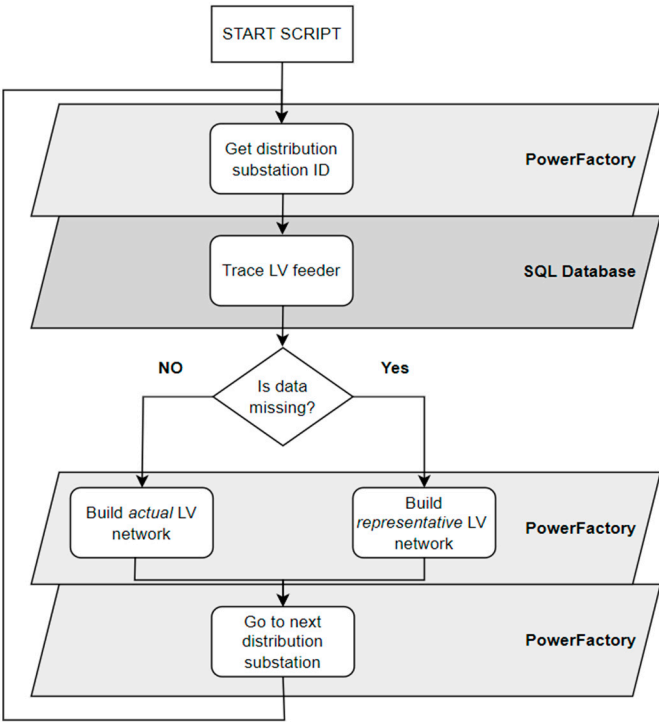 START SCRIPT
Get distribution
substation ID
PowerFactory
Trace LV feeder
SQL Database
NO
Yes
Is data
missing?
Build actual LV
network
Build
representative LV
network
PowerFactory
Go to next
distribution
substation
PowerFactory